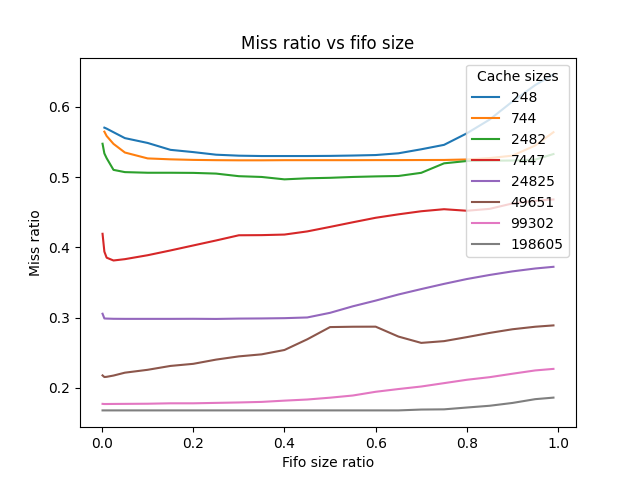 Miss ratio vs fifo size
Cache sizes
248
744
2482
7447
24825
49651
99302
198605
Miss ratio
0.6
0.5
0.4
0.3
0.2
0.0 0.2 0.4 0.6 0.8 1.0
Fifo size ratio